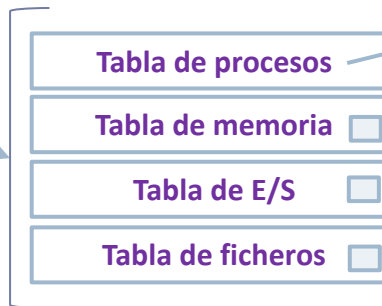 Tabla de procesos
Tabla de memoria
Tabla de E/S
Tabla de ficheros